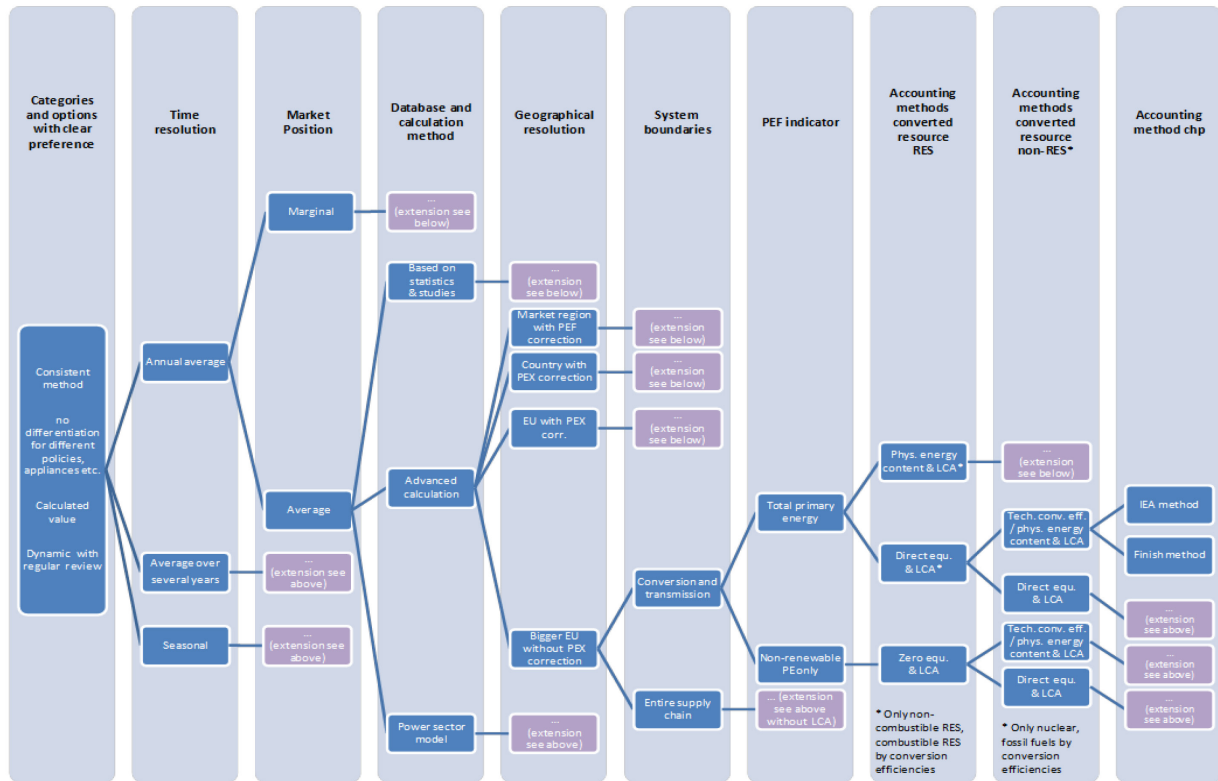 Categories
and options
with clear
preference
Time
resolution
Market
Position
Database and
calculation
method
Geographical
resolution
System
boundaries
PEF indicator
Accounting
methods
converted
resource
RES
Accounting
methods
converted
resource
non-RES*
Accounting
method chp
Consistent
method
no
differentiation
for different
policies,
appliances etc.
Calculated
value
Dynamic with
regular review
Annual average
Average over
several years
Seasonal
Marginal
Average
...
(extension see
above)
...
(extension see
above)
...
(extension see
below)
Based on
statistics
& studies
Advanced
calculation
Power sector
model
...
(extension
see below)
Market region
with PEF
correction
Country with
PEX correction
EU with PEX
corr.
Bigger EU
without PEX
correction
...
(extension
see above)
...
(extension
see below)
...
(extension
see below)
...
(extension
see below)
Conversion and
transmission
Entire supply
chain
Total primary
energy
Non-renewable
PE only
... (extension
see above
without LCA)
Phys. energy
content & LCA*
Direct equ.
& LCA*
Zero equ.
& LCA
* Only non-
combustible RES,
combustible RES
by conversion
efficiencies
...
(extension
see below)
Tech. conv. eff.
/ phys. energy
content & LCA
Direct equ.
& LCA
Tech. conv. eff.
/ phys. energy
content & LCA
Direct equ.
& LCA
* Only nuclear,
fossil fuels by
conversion
efficiencies
IEA method
Finish method
...
(extension
see above)
...
(extension
see above)
...
(extension
see above)